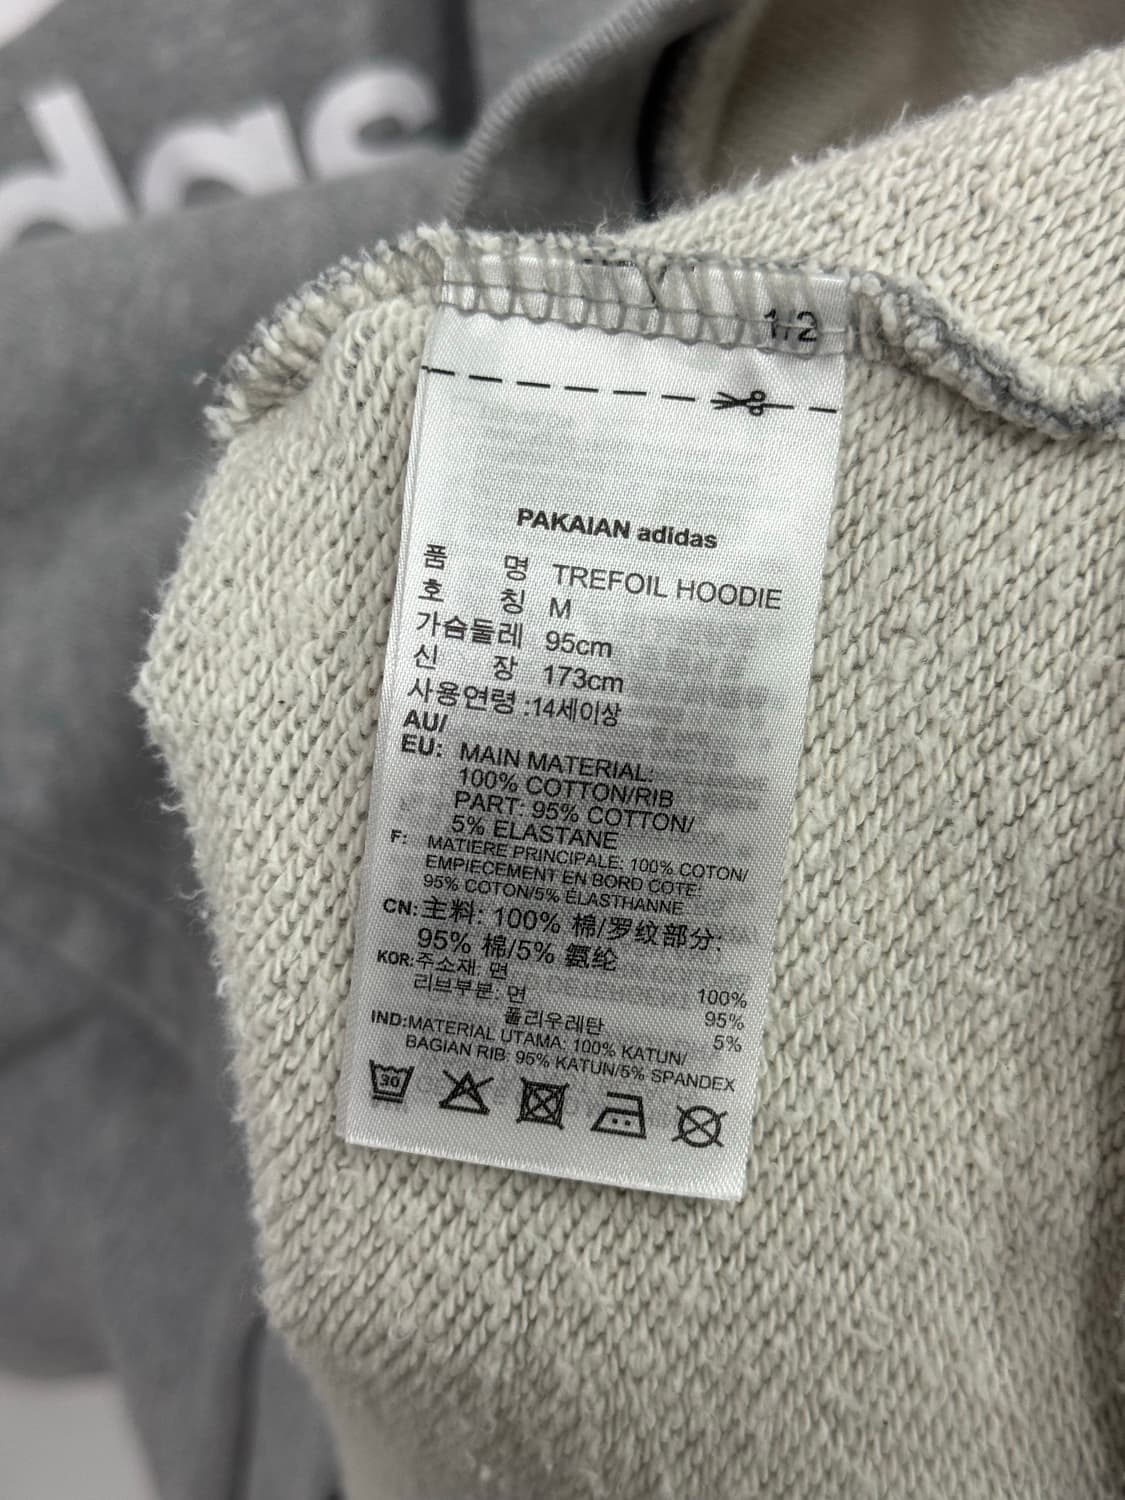 das
1/2
PAKAIAN adidas
품 명 TREFOIL HOODIE
호 칭 M
가슴둘레 95cm
신 장 173cm
사용연령 :14세이상
AU/
EU: MAIN MATERIAL:
100% COTTON/RIB
PART: 95% COTTON/
5% ELASTANE
F: MATIERE PRINCIPALE: 100% COTON/
EMPIECEMENT EN BORD COTE:
95% COTON/5% ELASTHANNE
CN: 主料: 100% 棉/罗纹部分:
95% 棉/5% 氨纶
KOR: 주소재: 면 100%
리브부분: 면 95%
폴리우레탄 5%
IND: MATERIAL UTAMA: 100% KATUN/
BAGIAN RIB: 95% KATUN/5% SPANDEX
30